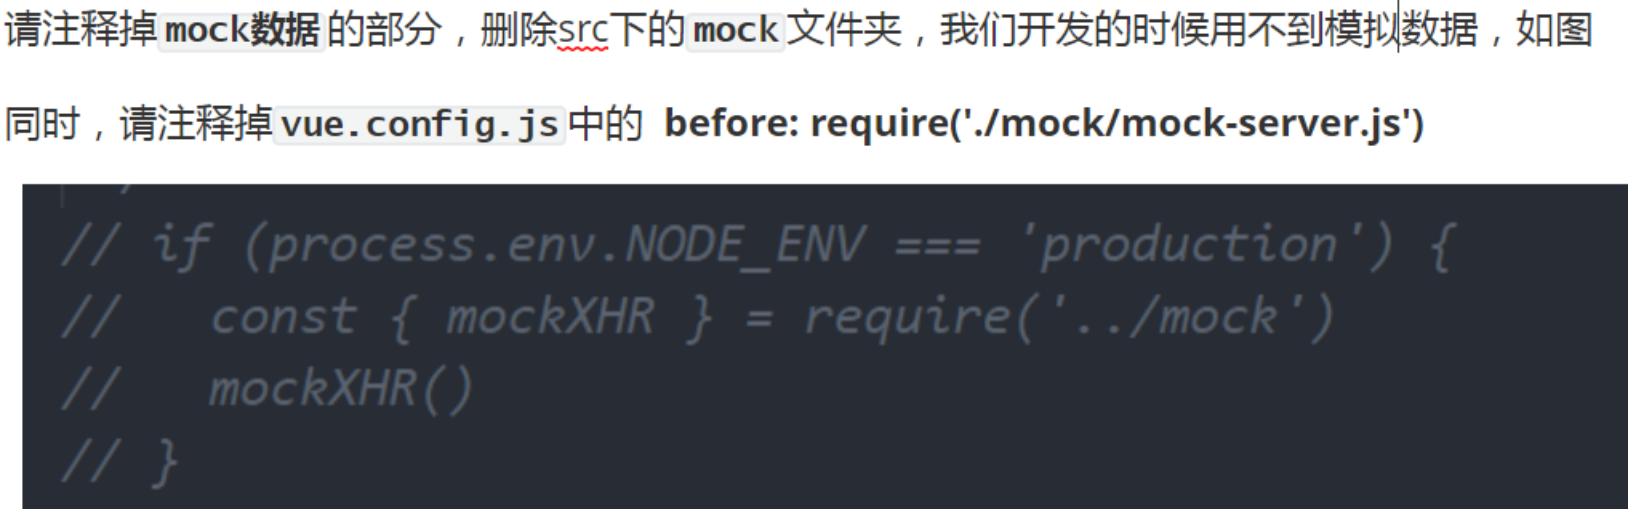 请注释掉mock数据的部分，删除src下的mock文件夹，我们开发的时候用不到模拟数据，如图
同时，请注释掉vue.config.js中的 before: require('./mock/mock-server.js')
// if (process.env.NODE_ENV === 'production') {
//   const { mockXHR } = require('../mock')
//   mockXHR()
// }